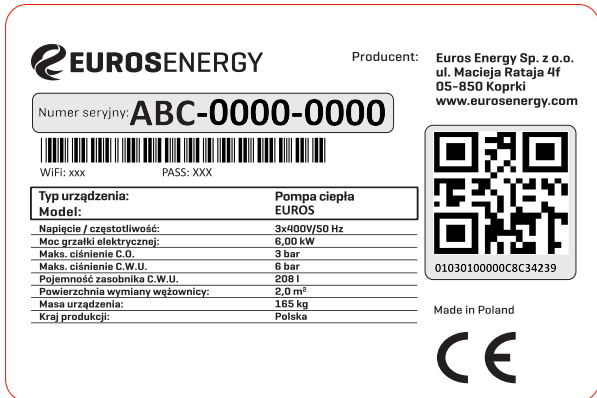 EUROSENERGY
Producent:
Euros Energy Sp. z o.o.
ul. Macieja Rataja 4f
05-850 Koprki
www.eurosenergy.com
Numer seryjny: ABC-0000-0000
WiFi: xxx PASS: XXX
Typ urządzenia: Pompa ciepła
Model: EUROS
Napięcie / częstotliwość: 3x400V/50 Hz
Moc grzałki elektrycznej: 6,00 kW
Maks. ciśnienie C.O. 3 bar
Maks. ciśnienie C.W.U. 6 bar
Pojemność zasobnika C.W.U. 208 l
Powierzchnia wymiany wężownicy: 2,0 m²
Masa urządzenia: 165 kg
Kraj produkcji: Polska
01030100000C8C34239
Made in Poland
CE